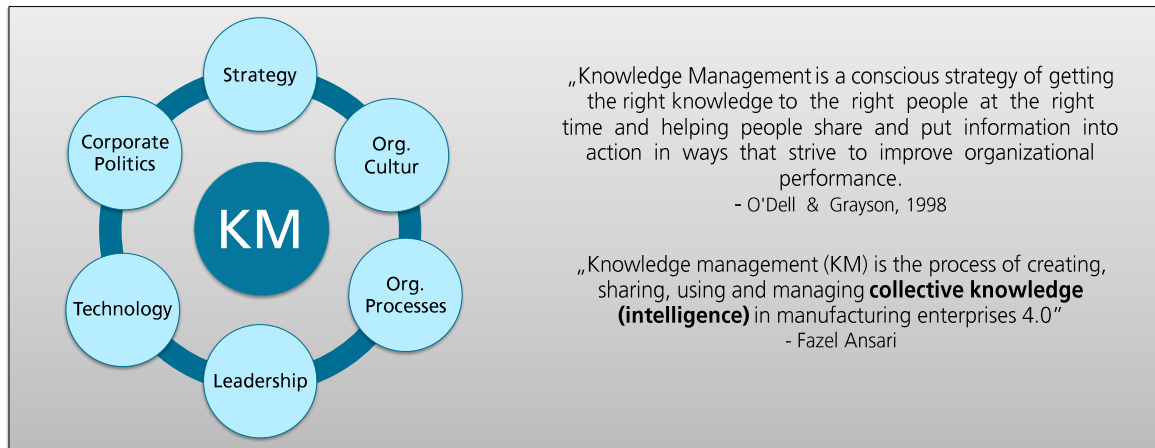 Strategy
Org.
Cultur
Org.
Processes
Leadership
Technology
Corporate
Politics
KM
„Knowledge Management is a conscious strategy of getting
the right knowledge to the right people at the right
time and helping people share and put information into
action in ways that strive to improve organizational
performance.
- O'Dell & Grayson, 1998
„Knowledge management (KM) is the process of creating,
sharing, using and managing collective knowledge
(intelligence) in manufacturing enterprises 4.0”
- Fazel Ansari